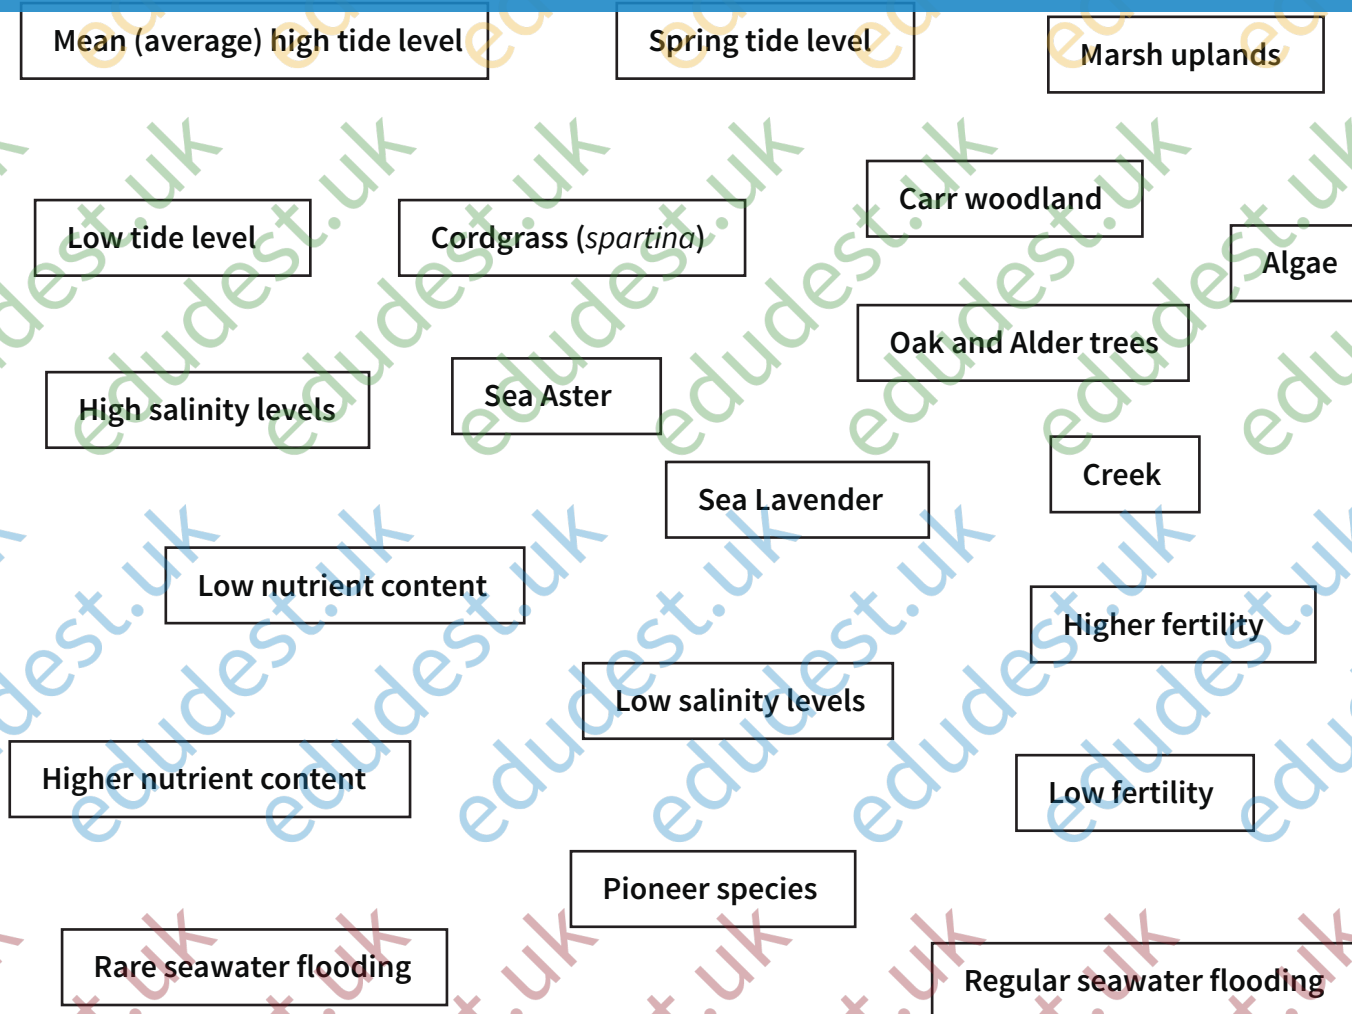 Mean (average) high tide level
Spring tide level
Marsh uplands
Carr woodland
Low tide level
Cordgrass (spartina)
Algae
Oak and Alder trees
High salinity levels
Sea Aster
Creek
Sea Lavender
Low nutrient content
Higher fertility
Low salinity levels
Higher nutrient content
Low fertility
Pioneer species
Rare seawater flooding
Regular seawater flooding
edudest.uk